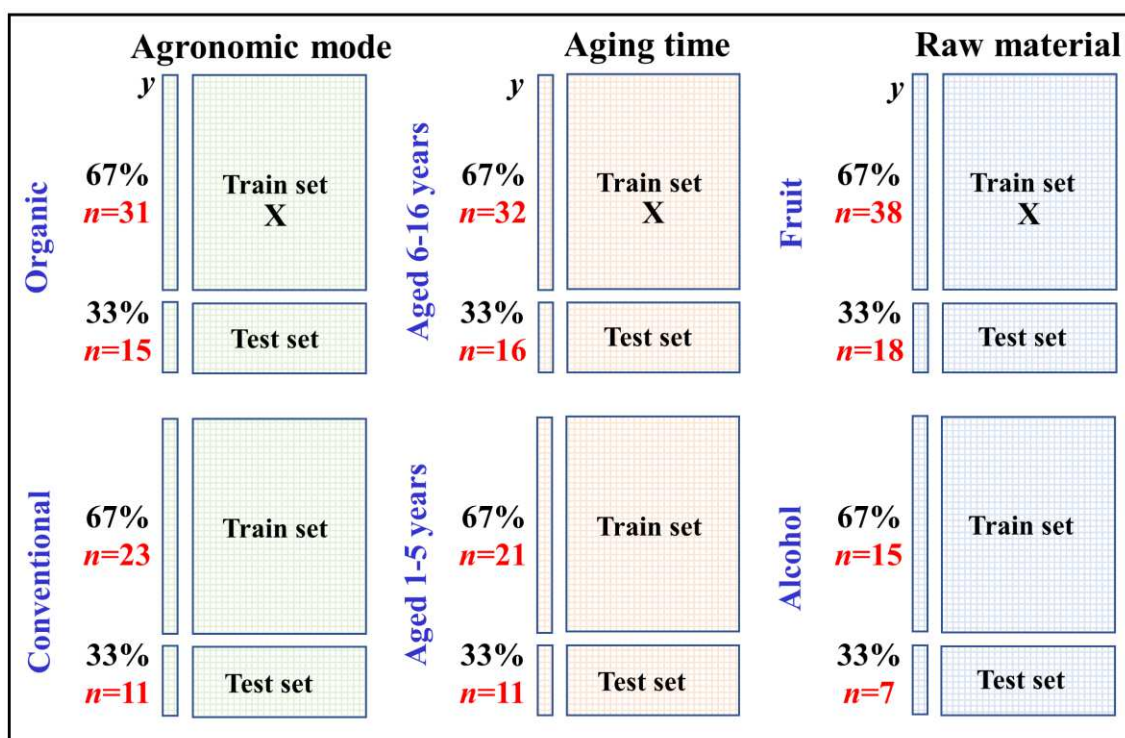 Agronomic mode
y
Organic
67%
n=31
Train set
X
33%
n=15
Test set
Conventional
67%
n=23
Train set
33%
n=11
Test set
Aging time
y
Aged 6-16 years
67%
n=32
Train set
X
33%
n=16
Test set
Aged 1-5 years
67%
n=21
Train set
33%
n=11
Test set
Raw material
y
Fruit
67%
n=38
Train set
X
33%
n=18
Test set
Alcohol
67%
n=15
Train set
33%
n=7
Test set